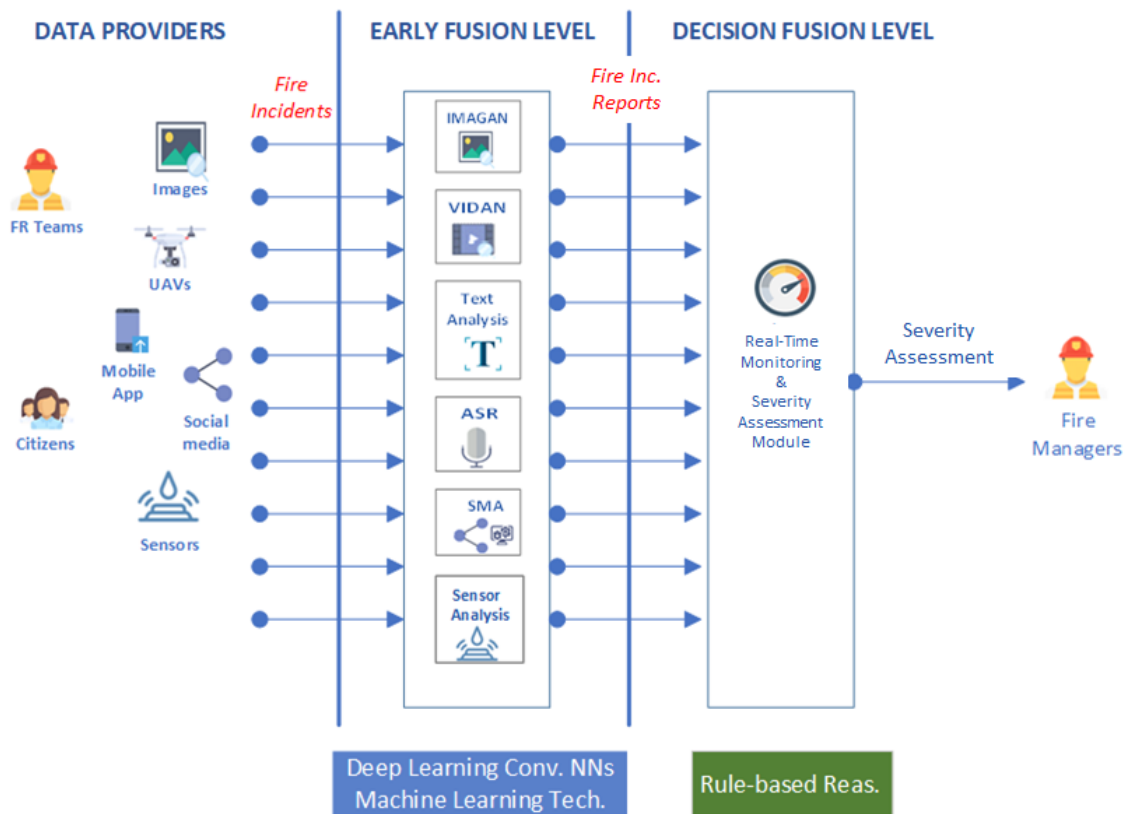 DATA PROVIDERS
EARLY FUSION LEVEL
DECISION FUSION LEVEL
Fire
Incidents
Fire Inc.
Reports
FR Teams
Images
UAVs
Mobile
App
Social
media
Citizens
Sensors
IMAGAN
VIDAN
Text
Analysis
T
ASR
SMA
Sensor
Analysis
Real-Time
Monitoring
&
Severity
Assessment
Module
Severity
Assessment
Fire
Managers
Deep Learning Conv. NNs
Machine Learning Tech.
Rule-based Reas.